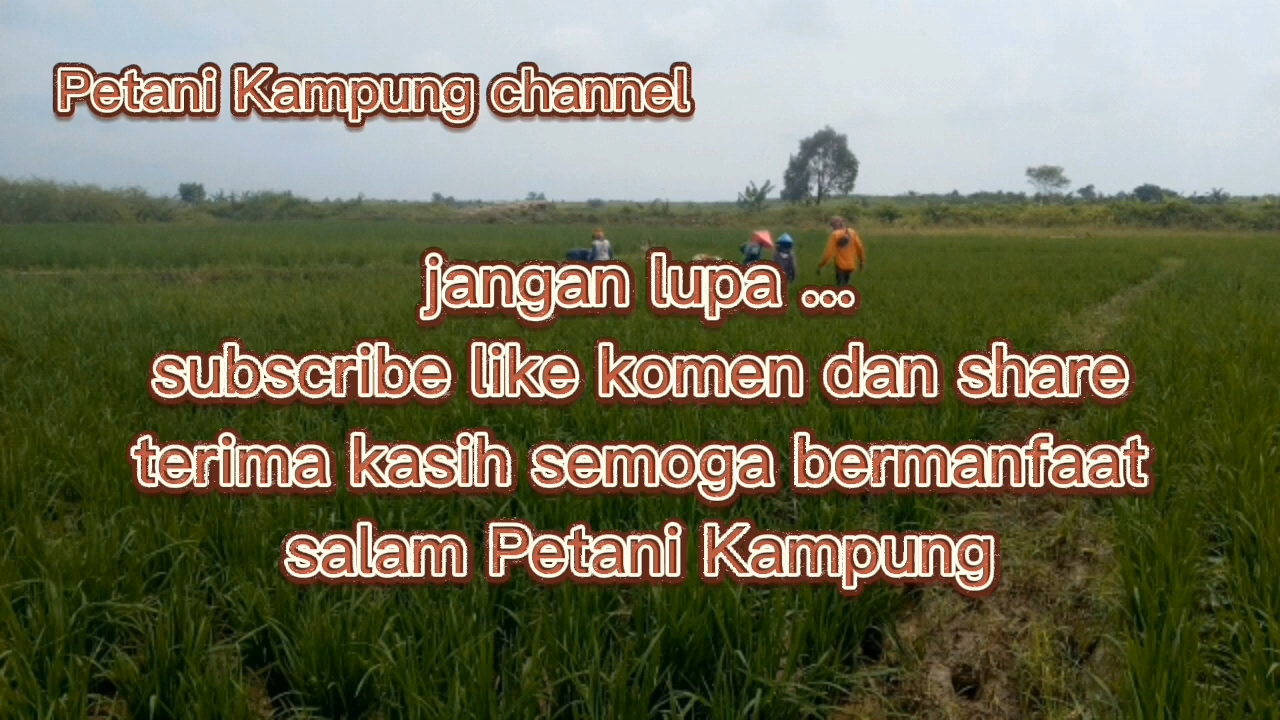 Petani Kampung channel
jangan lupa ...
subscribe like komen dan share
terima kasih semoga bermanfaat
salam Petani Kampung